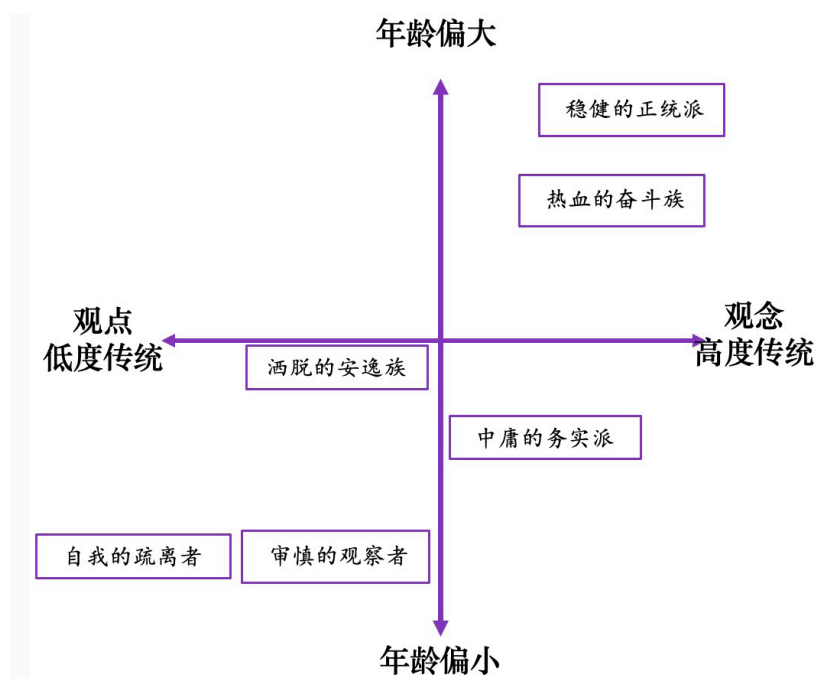 年龄偏大
稳健的正统派
热血的奋斗族
观点
低度传统
观念
高度传统
洒脱的安逸族
中庸的务实派
自我的疏离者
审慎的观察者
年龄偏小